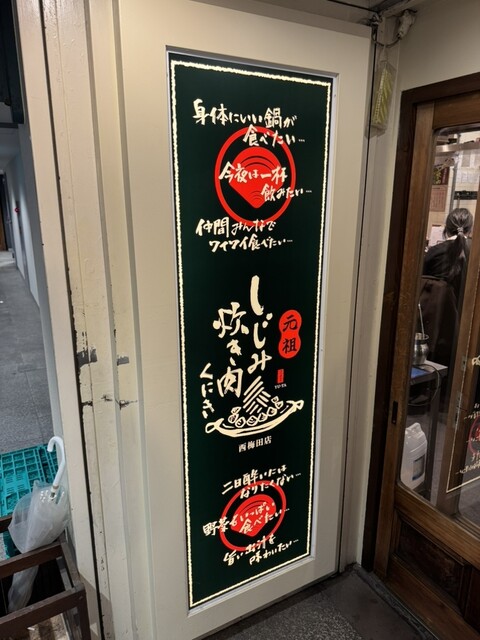 身体にいい鍋が
食べたい…
今夜は一杯
飲みたい…
仲間みんなで
ワイワイ食べたい…
元祖
しじみ
炊き肉
くにさき
西梅田店
二日酔いには
なりたくない…
野菜をいっぱい
食べたい…
旨い出汁を
味わいたい…